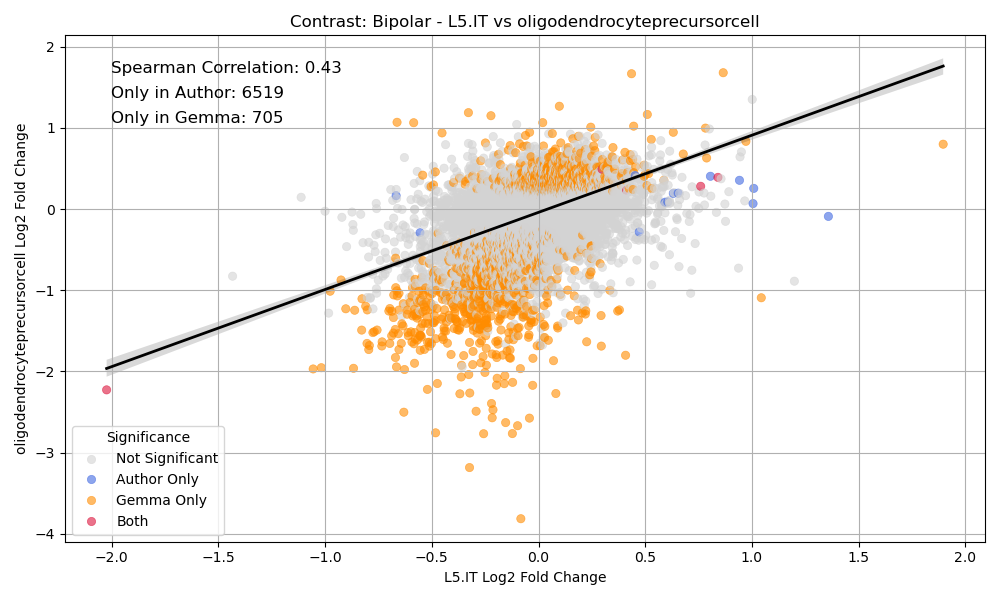 Contrast: Bipolar - L5.IT vs oligodendrocyteprecursorcell
Spearman Correlation: 0.43
Only in Author: 6519
Only in Gemma: 705
oligodendrocyteprecursorcell Log2 Fold Change
2
1
0
−1
−2
−3
−4
Significance
Not Significant
Author Only
Gemma Only
Both
−2.0 −1.5 −1.0 −0.5 0.0 0.5 1.0 1.5 2.0
L5.IT Log2 Fold Change